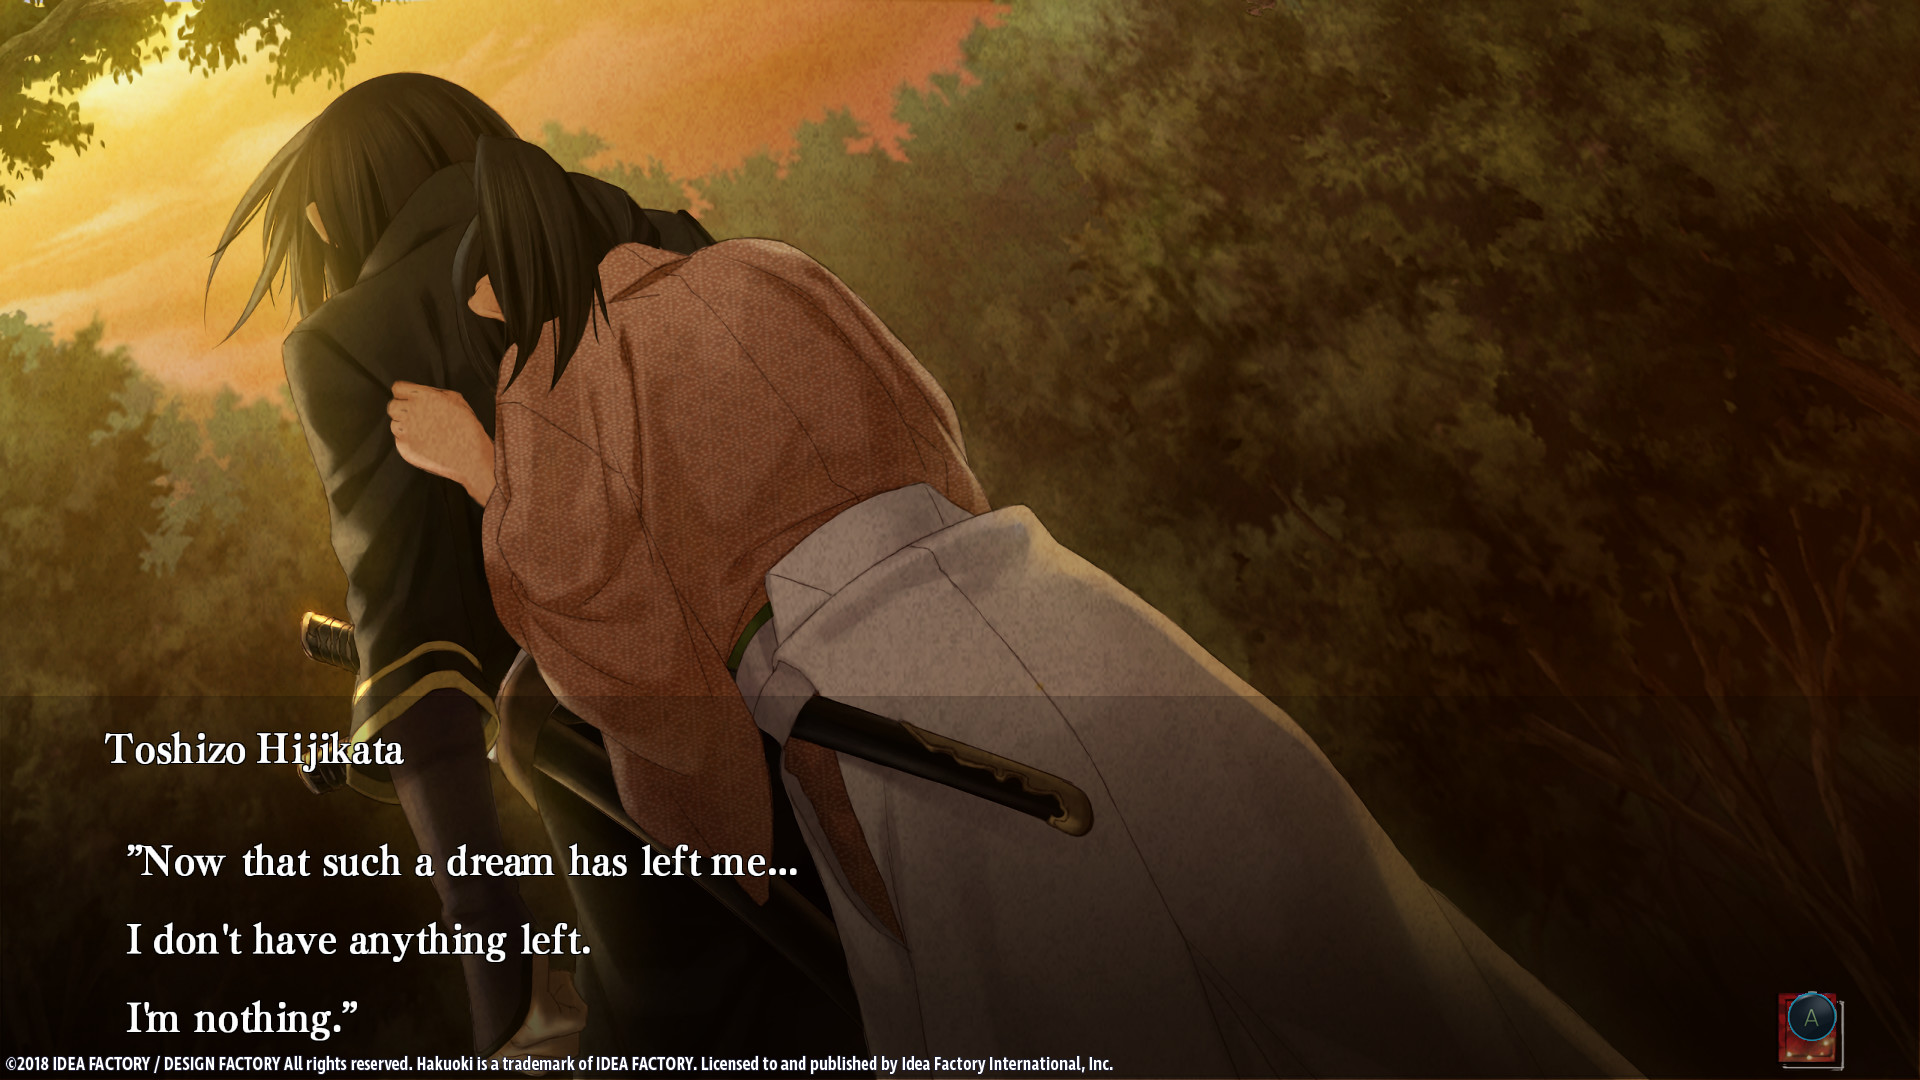 Toshizo Hijikata
”Now that such a dream has left me...
I don't have anything left.
I'm nothing.”
A
©2018 IDEA FACTORY / DESIGN FACTORY All rights reserved. Hakuoki is a trademark of IDEA FACTORY. Licensed to and published by Idea Factory International, Inc.